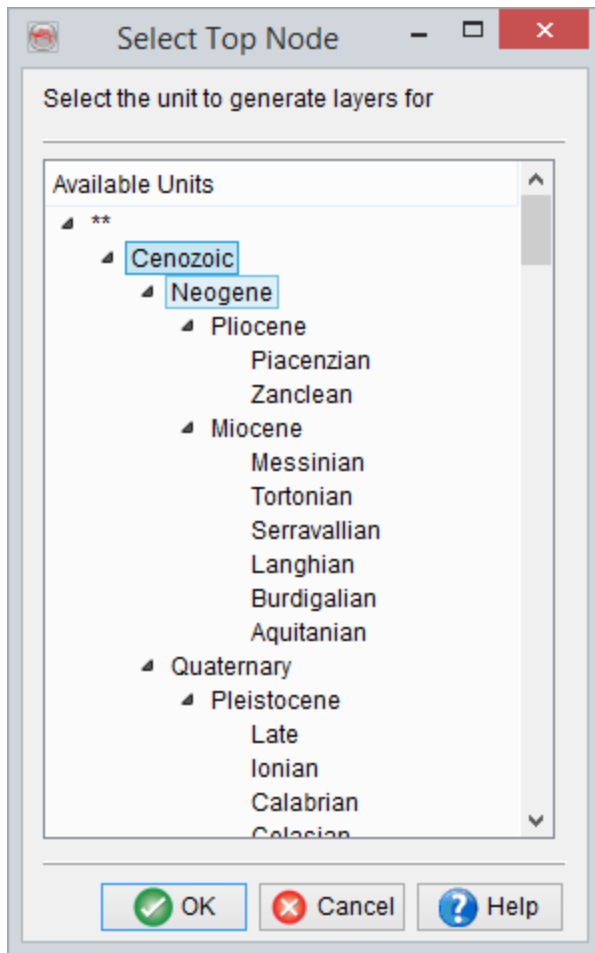 Select Top Node
Select the unit to generate layers for
Available Units
**
Cenozoic
Neogene
Pliocene
Piacenzian
Zanclean
Miocene
Messinian
Tortonian
Serravallian
Langhian
Burdigalian
Aquitanian
Quaternary
Pleistocene
Late
Ionian
Calabrian
OK Cancel Help